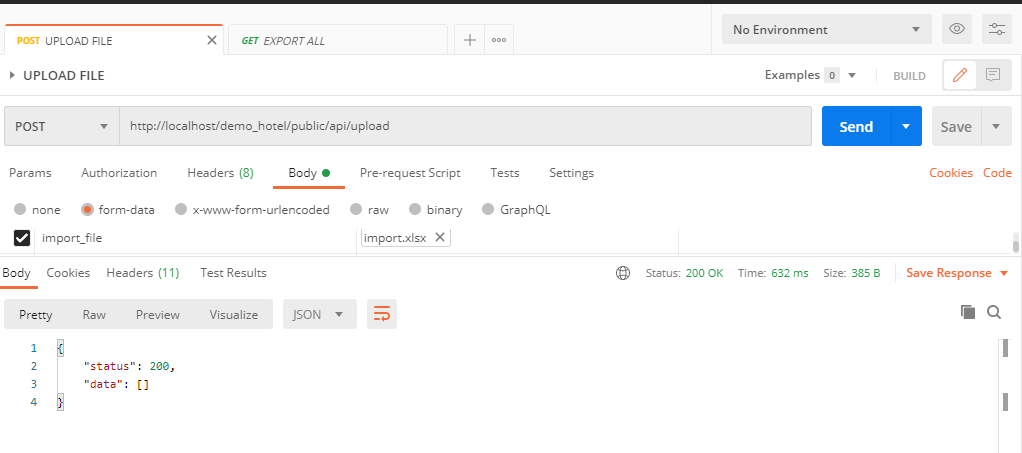 POST UPLOAD FILE GET EXPORT ALL No Environment
UPLOAD FILE Examples 0 BUILD
POST http://localhost/demo_hotel/public/api/upload Send Save
Params Authorization Headers (8) Body Pre-request Script Tests Settings Cookies Code
none form-data x-www-form-urlencoded raw binary GraphQL
import_file import.xlsx
Body Cookies Headers (11) Test Results Status: 200 OK Time: 632 ms Size: 385 B Save Response
Pretty Raw Preview Visualize JSON
1 {
2 "status": 200,
3 "data": []
4 }